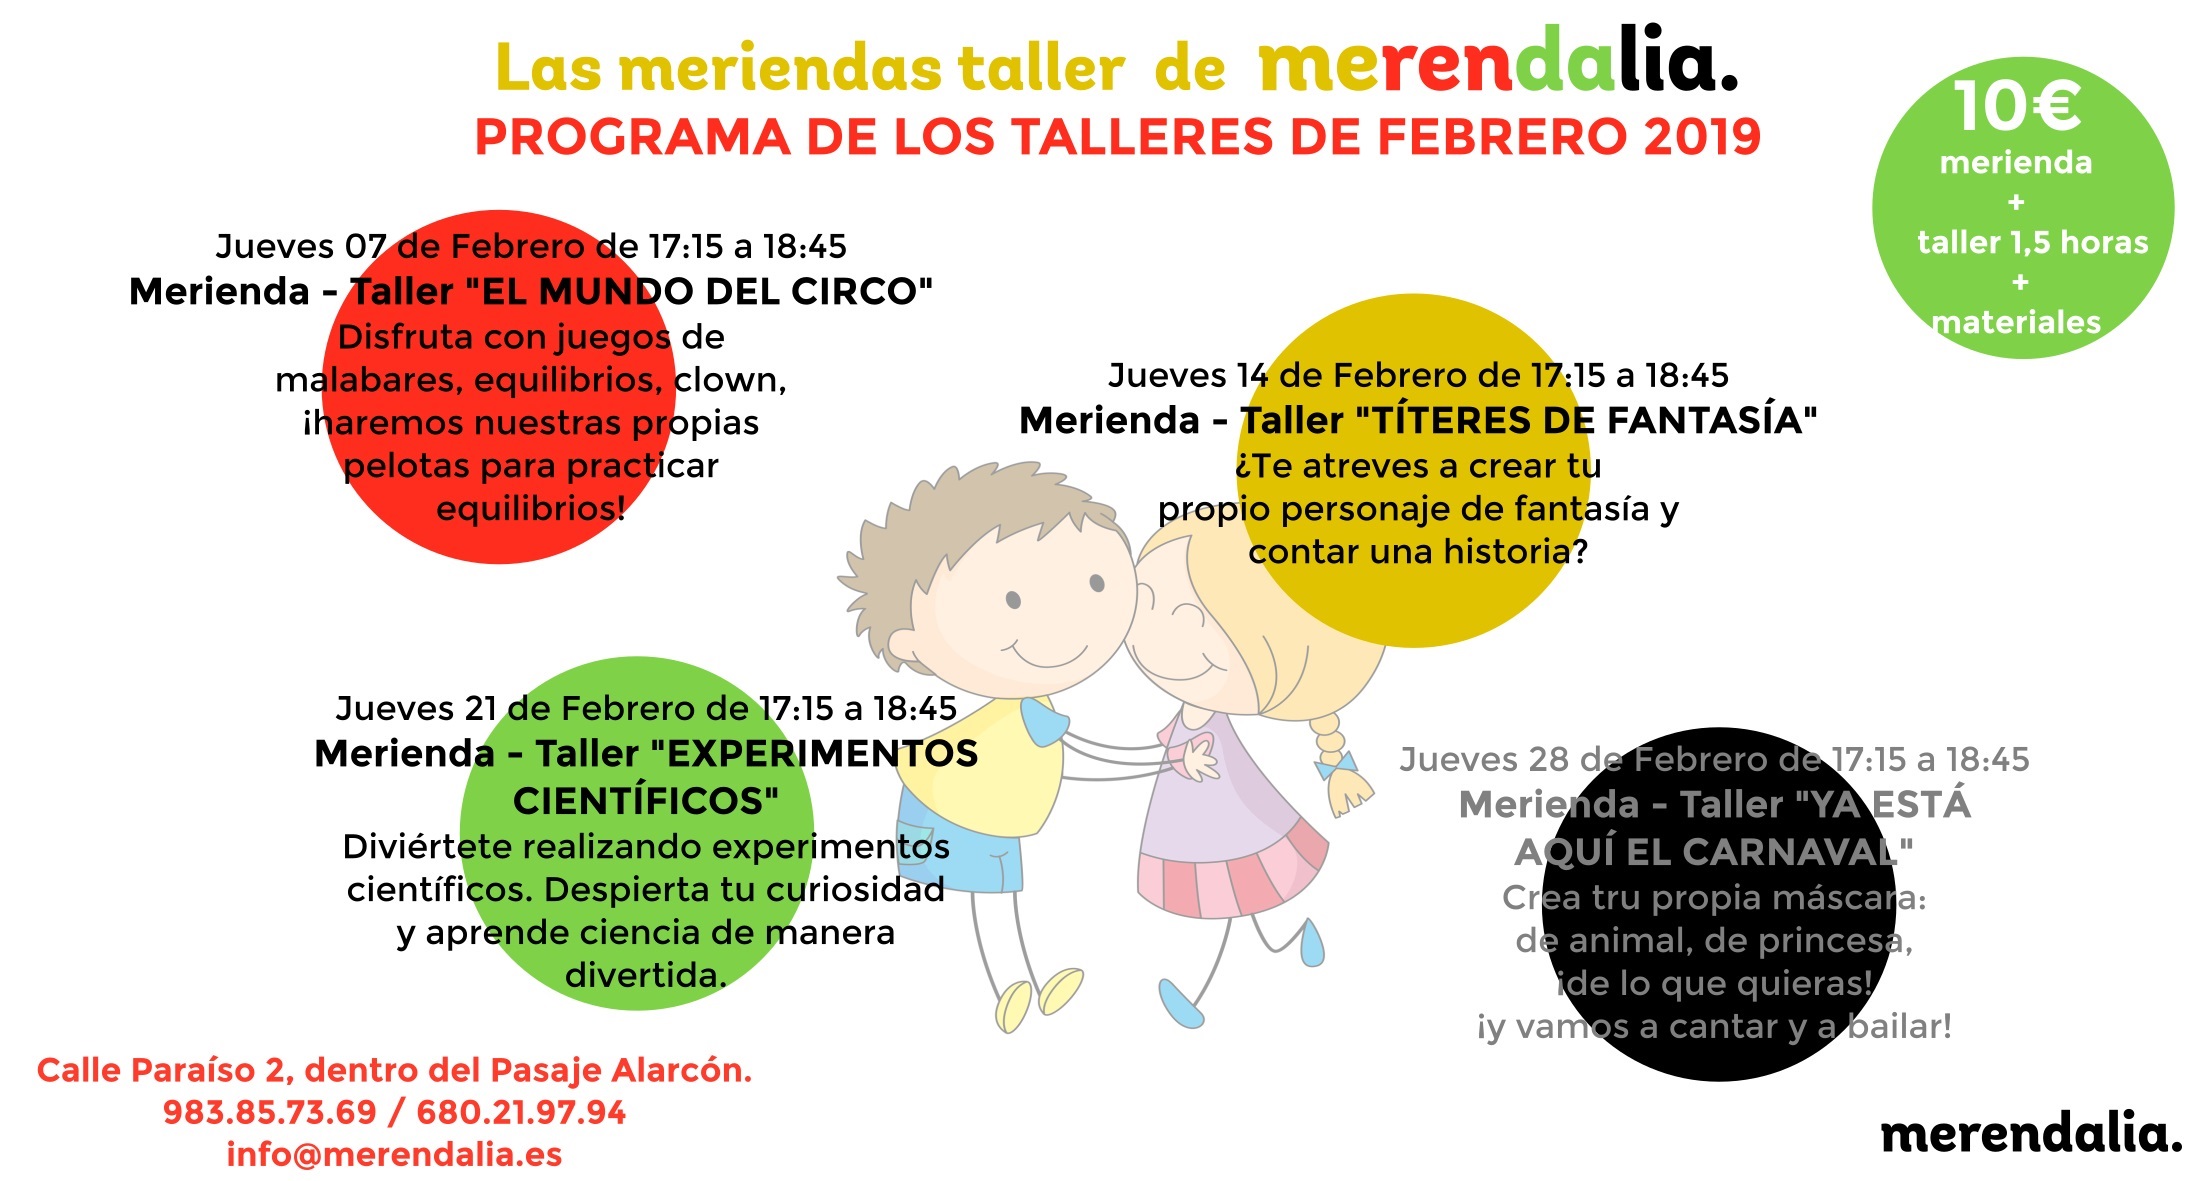 Las meriendas taller de merendalia.
PROGRAMA DE LOS TALLERES DE FEBRERO 2019
10€
merienda
+
taller 1,5 horas
+
materiales
Jueves 07 de Febrero de 17:15 a 18:45
Merienda - Taller "EL MUNDO DEL CIRCO"
Disfruta con juegos de
malabares, equilibrios, clown,
¡haremos nuestras propias
pelotas para practicar
equilibrios!
Jueves 14 de Febrero de 17:15 a 18:45
Merienda - Taller "TÍTERES DE FANTASÍA"
¿Te atreves a crear tu
propio personaje de fantasía y
contar una historia?
Jueves 21 de Febrero de 17:15 a 18:45
Merienda - Taller "EXPERIMENTOS
CIENTÍFICOS"
Diviértete realizando experimentos
científicos. Despierta tu curiosidad
y aprende ciencia de manera
divertida.
Jueves 28 de Febrero de 17:15 a 18:45
Merienda - Taller "YA ESTÁ
AQUÍ EL CARNAVAL"
Crea tru propia máscara:
de animal, de princesa,
¡de lo que quieras!
¡y vamos a cantar y a bailar!
Calle Paraíso 2, dentro del Pasaje Alarcón.
983.85.73.69 / 680.21.97.94
info@merendalia.es
merendalia.